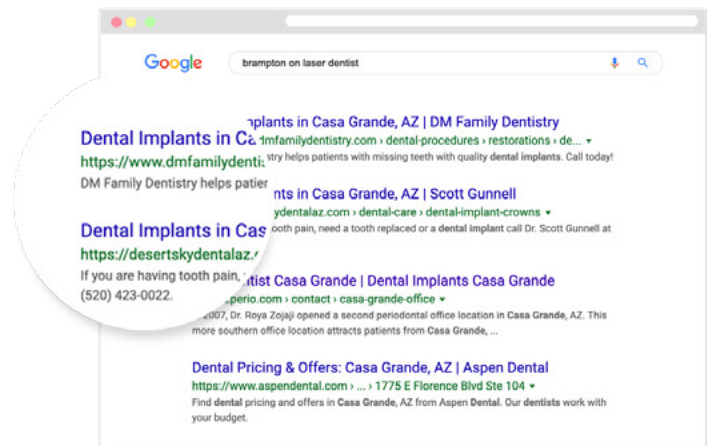 Google
brampton on laser dentist
Dental Implants in Ca
https://www.dmfamilydentis
DM Family Dentistry helps patien
Dental Implants in Cas
https://desertskydentalaz.
If you are having tooth pain,
(520) 423-0022.
plants in Casa Grande, AZ | DM Family Dentistry
dmfamilydentistry.com › dental-procedures › restorations › de...
stry helps patients with missing teeth with quality dental implants. Call today!
nts in Casa Grande, AZ | Scott Gunnell
ydentalaz.com › dental-care › dental-implant-crowns
ooth pain, need a tooth replaced or a dental implant call Dr. Scott Gunnell at
tist Casa Grande | Dental Implants Casa Grande
perio.com › contact › casa-grande-office
2007, Dr. Roya Zojaji opened a second periodontal office location in Casa Grande, AZ. This
more southern office location attracts patients from Casa Grande, ...
Dental Pricing & Offers: Casa Grande, AZ | Aspen Dental
https://www.aspendental.com › ... › 1775 E Florence Blvd Ste 104
Find dental pricing and offers in Casa Grande, AZ from Aspen Dental. Our dentists work with
your budget.